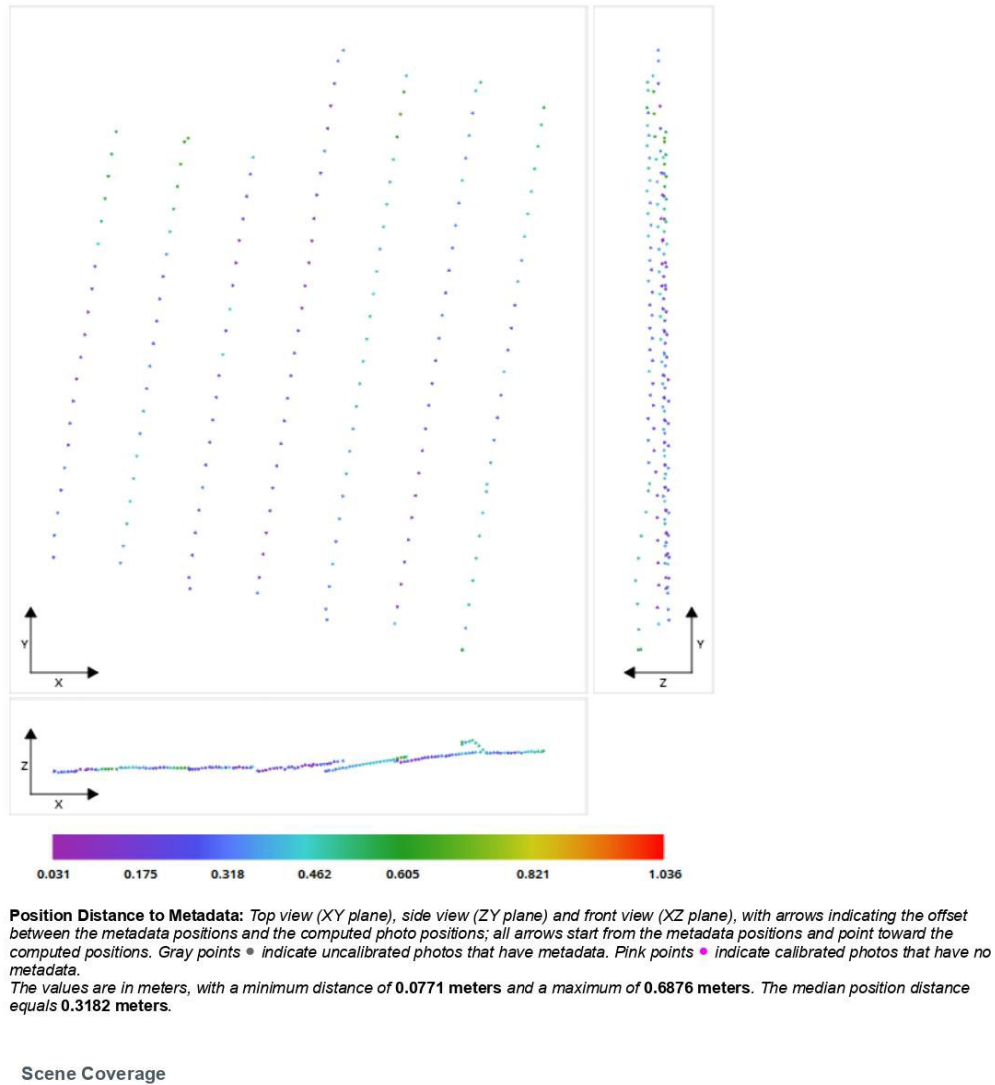 Y
X
Y
Z
Z
X
0.031 0.175 0.318 0.462 0.605 0.821 1.036
Position Distance to Metadata: Top view (XY plane), side view (ZY plane) and front view (XZ plane), with arrows indicating the offset
between the metadata positions and the computed photo positions; all arrows start from the metadata positions and point toward the
computed positions. Gray points ● indicate uncalibrated photos that have metadata. Pink points ● indicate calibrated photos that have no
metadata.
The values are in meters, with a minimum distance of 0.0771 meters and a maximum of 0.6876 meters. The median position distance
equals 0.3182 meters.
Scene Coverage